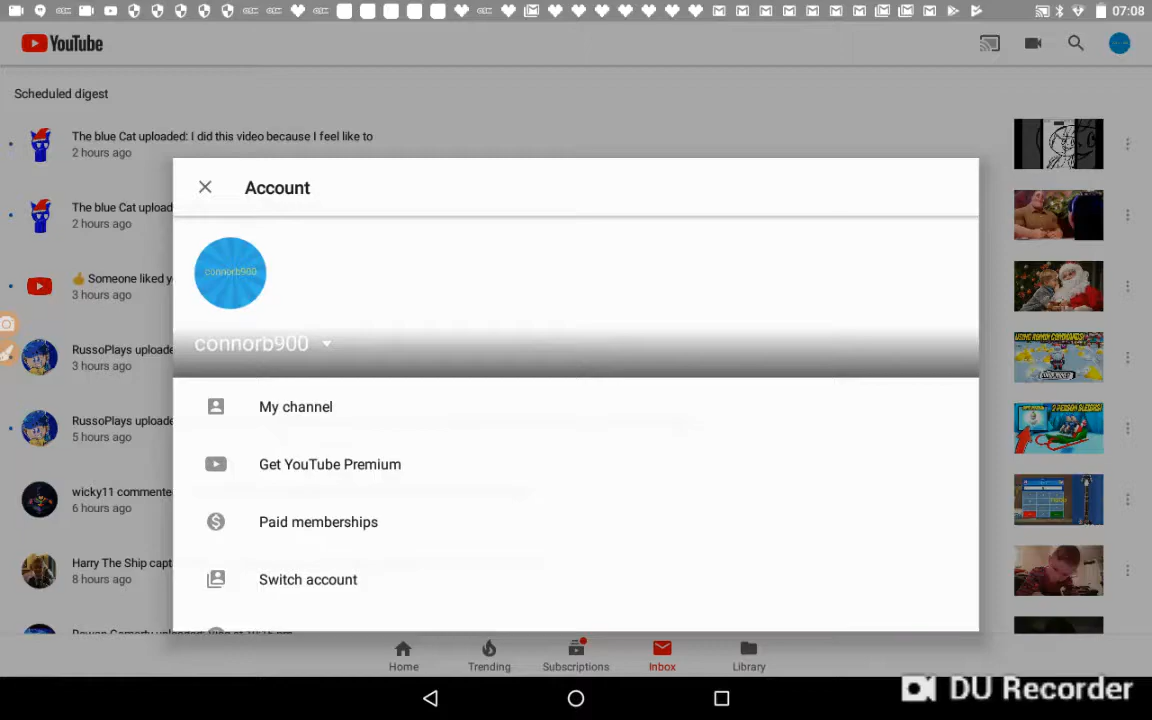 07:08
YouTube
Scheduled digest
The blue Cat uploaded: I did this video because I feel like to
2 hours ago
The blue Cat upload
2 hours ago
Account
👍 Someone liked y
3 hours ago
connorb900
RussoPlays uploade
3 hours ago
connorb900
My channel
RussoPlays uploade
5 hours ago
Get YouTube Premium
wicky11 commente
6 hours ago
Paid memberships
Harry The Ship capt
8 hours ago
Switch account
Home
Trending
Subscriptions
Inbox
Library
DU Recorder